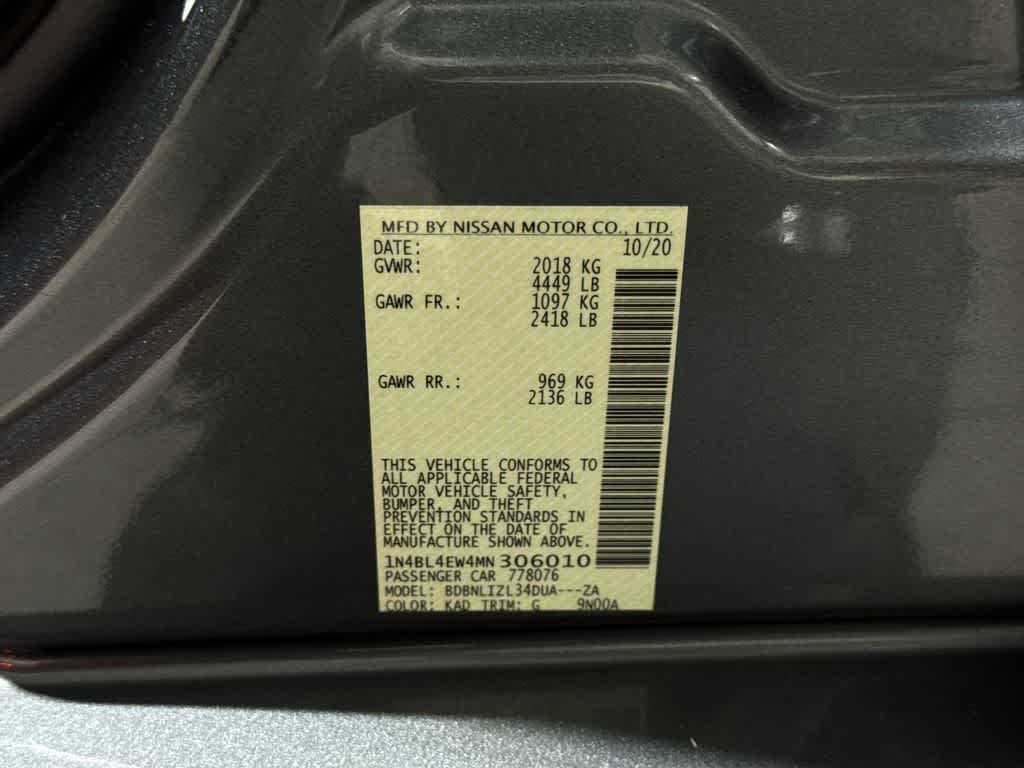 MFD BY NISSAN MOTOR CO., LTD.
DATE: 10/20
GVWR: 2018 KG
4449 LB
GAWR FR.: 1097 KG
2418 LB
GAWR RR.: 969 KG
2136 LB
THIS VEHICLE CONFORMS TO
ALL APPLICABLE FEDERAL
MOTOR VEHICLE SAFETY,
BUMPER, AND THEFT
PREVENTION STANDARDS IN
EFFECT ON THE DATE OF
MANUFACTURE SHOWN ABOVE.
1N4BL4EW4MN306010
PASSENGER CAR 778076
MODEL: BDBNLIZL34DUA---ZA
COLOR: KAD TRIM: G 9N00A